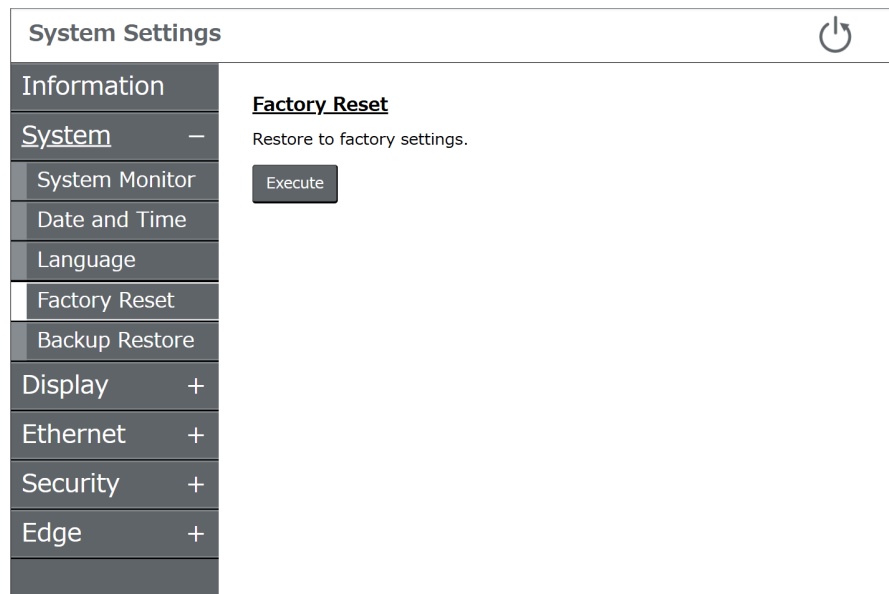 System Settings
Information
System −
System Monitor
Date and Time
Language
Factory Reset
Backup Restore
Display +
Ethernet +
Security +
Edge +
Factory Reset
Restore to factory settings.
Execute